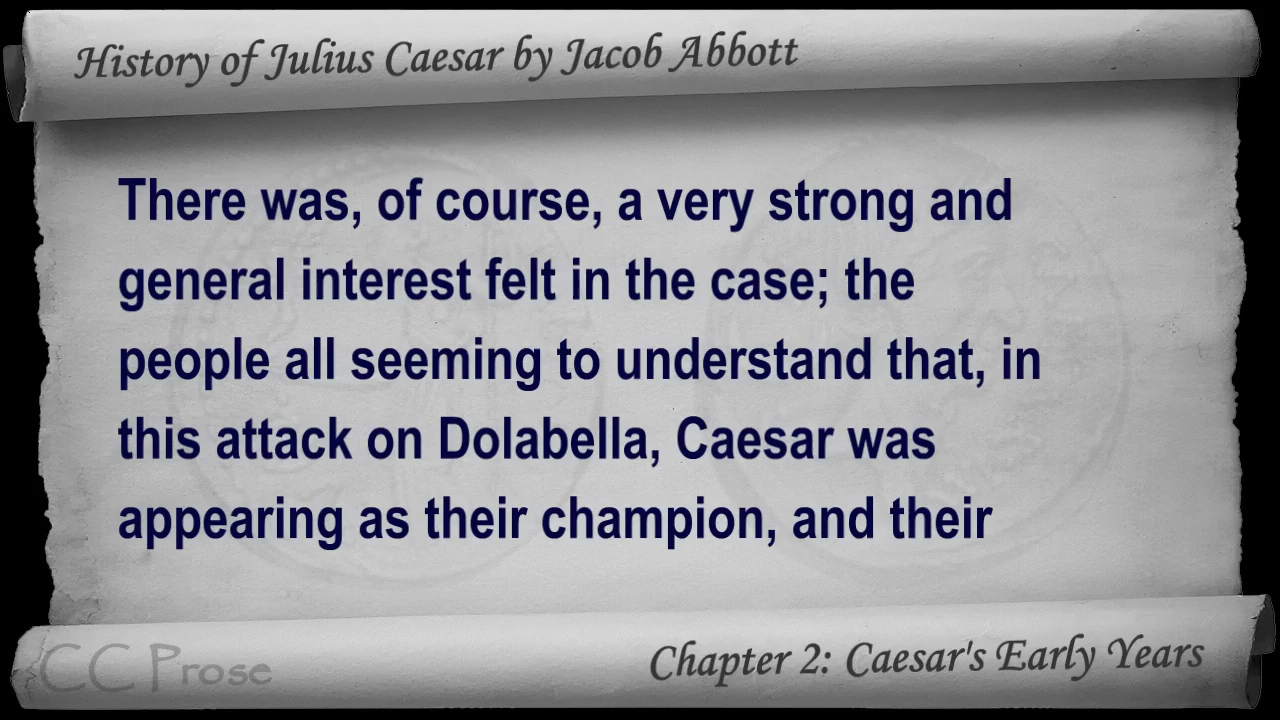 History of Julius Caesar by Jacob Abbott
There was, of course, a very strong and
general interest felt in the case; the
people all seeming to understand that, in
this attack on Dolabella, Caesar was
appearing as their champion, and their
CC Prose
Chapter 2: Caesar's Early Years